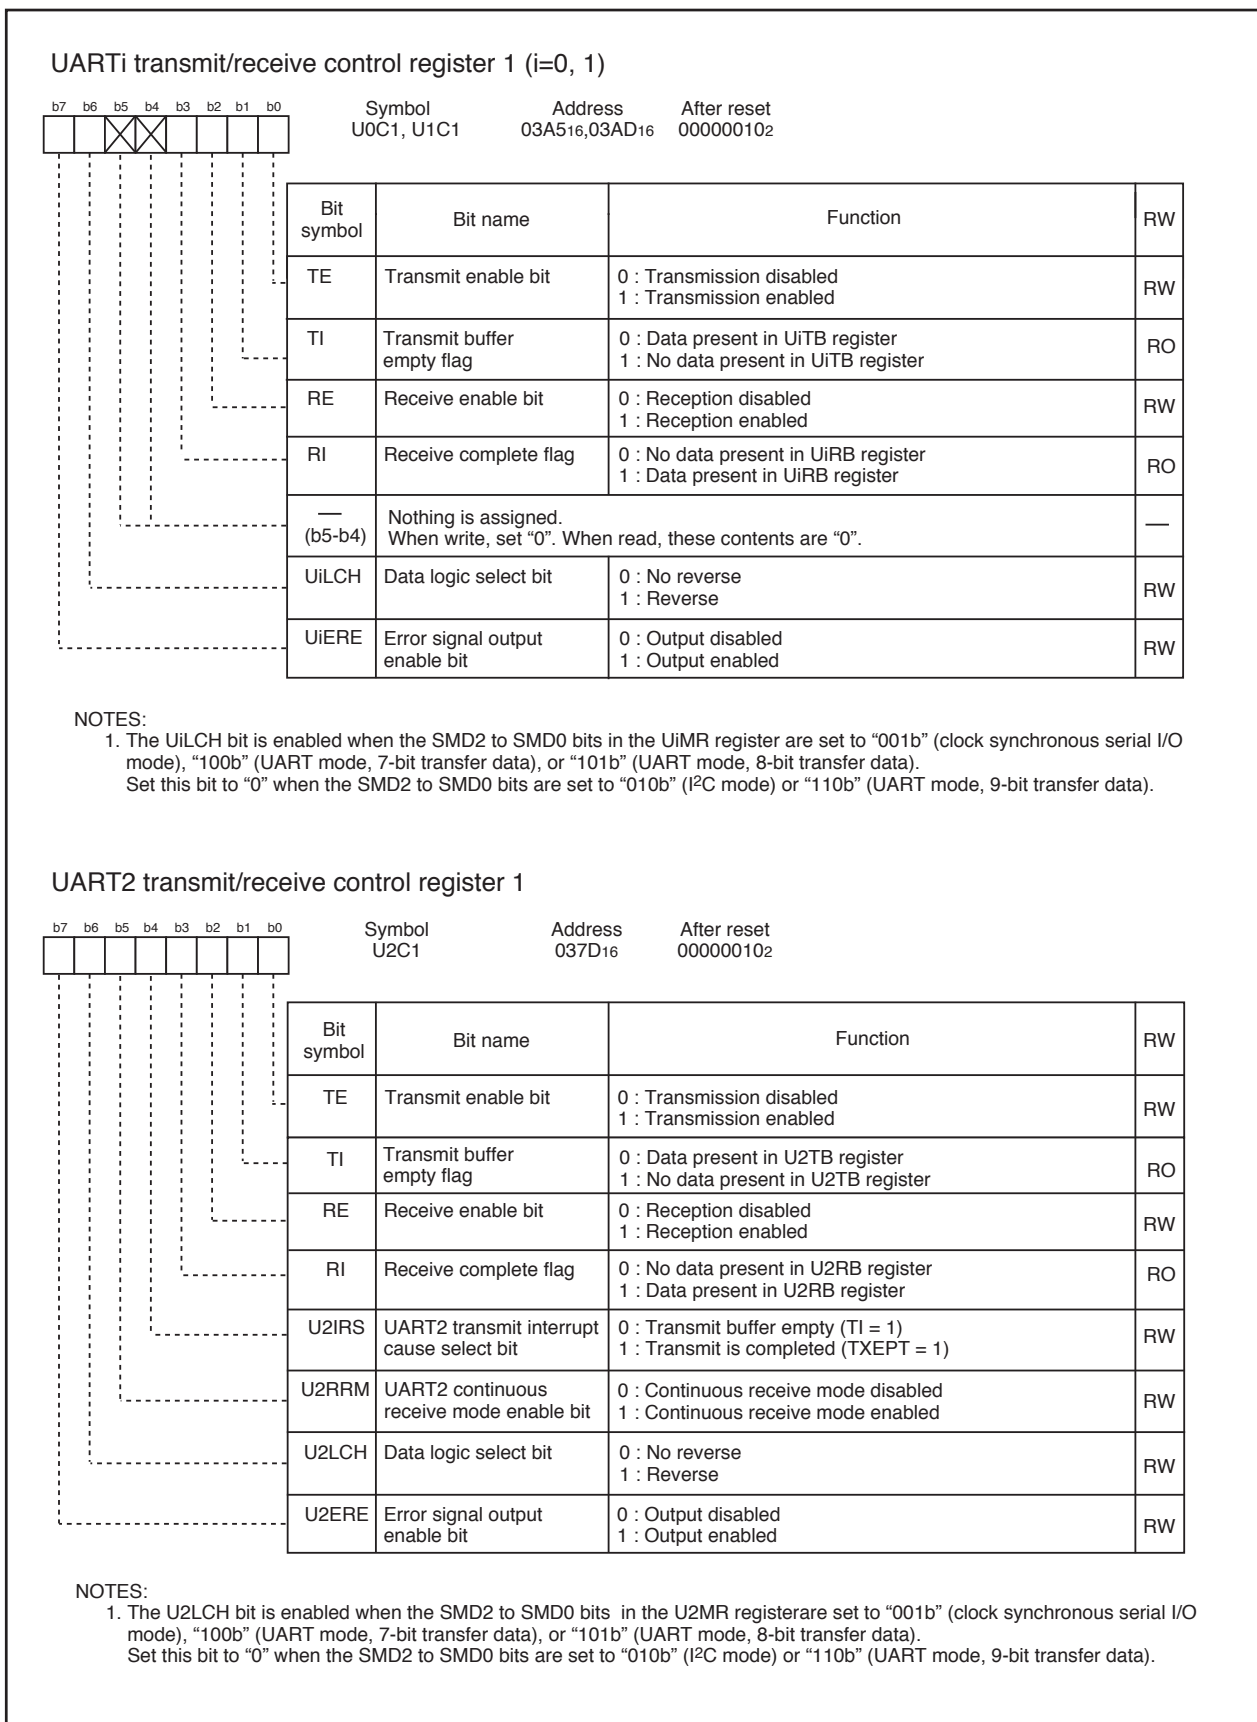 UARTi transmit/receive control register 1 (i=0, 1)
b7 b6 b5 b4 b3 b2 b1 b0
Symbol Address After reset
U0C1, U1C1 03A516,03AD16 000000102
Bit symbol Bit name Function RW
TE Transmit enable bit 0 : Transmission disabled
1 : Transmission enabled RW
TI Transmit buffer 0 : Data present in UiTB register
empty flag 1 : No data present in UiTB register RO
RE Receive enable bit 0 : Reception disabled
1 : Reception enabled RW
RI Receive complete flag 0 : No data present in UiRB register
1 : Data present in UiRB register RO
— Nothing is assigned. —
(b5-b4) When write, set “0”. When read, these contents are “0”.
UiLCH Data logic select bit 0 : No reverse
1 : Reverse RW
UiERE Error signal output 0 : Output disabled
enable bit 1 : Output enabled RW
NOTES:
1. The UiLCH bit is enabled when the SMD2 to SMD0 bits in the UiMR register are set to “001b” (clock synchronous serial I/O
mode), “100b” (UART mode, 7-bit transfer data), or “101b” (UART mode, 8-bit transfer data).
Set this bit to “0” when the SMD2 to SMD0 bits are set to “010b” (I2C mode) or “110b” (UART mode, 9-bit transfer data).
UART2 transmit/receive control register 1
b7 b6 b5 b4 b3 b2 b1 b0
Symbol Address After reset
U2C1 037D16 000000102
Bit symbol Bit name Function RW
TE Transmit enable bit 0 : Transmission disabled
1 : Transmission enabled RW
TI Transmit buffer 0 : Data present in U2TB register
empty flag 1 : No data present in U2TB register RO
RE Receive enable bit 0 : Reception disabled
1 : Reception enabled RW
RI Receive complete flag 0 : No data present in U2RB register
1 : Data present in U2RB register RO
U2IRS UART2 transmit interrupt 0 : Transmit buffer empty (TI = 1)
cause select bit 1 : Transmit is completed (TXEPT = 1) RW
U2RRM UART2 continuous 0 : Continuous receive mode disabled
receive mode enable bit 1 : Continuous receive mode enabled RW
U2LCH Data logic select bit 0 : No reverse
1 : Reverse RW
U2ERE Error signal output 0 : Output disabled
enable bit 1 : Output enabled RW
NOTES:
1. The U2LCH bit is enabled when the SMD2 to SMD0 bits in the U2MR registerare set to “001b” (clock synchronous serial I/O
mode), “100b” (UART mode, 7-bit transfer data), or “101b” (UART mode, 8-bit transfer data).
Set this bit to “0” when the SMD2 to SMD0 bits are set to “010b” (I2C mode) or “110b” (UART mode, 9-bit transfer data).